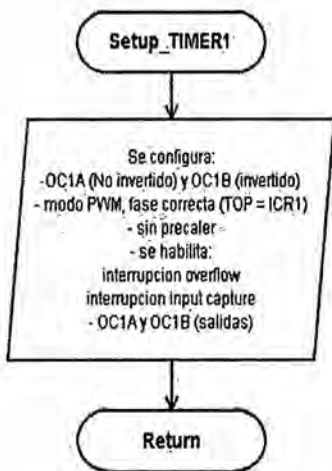 Setup_TIMER1
Se configura:
-OC1A (No invertido) y OC1B (invertido)
- modo PWM, fase correcta (TOP = ICR1)
- sin precaler
- se habilita:
interrupcion overflow
interrupcion input capture
- OC1A y OC1B (salidas)
Return